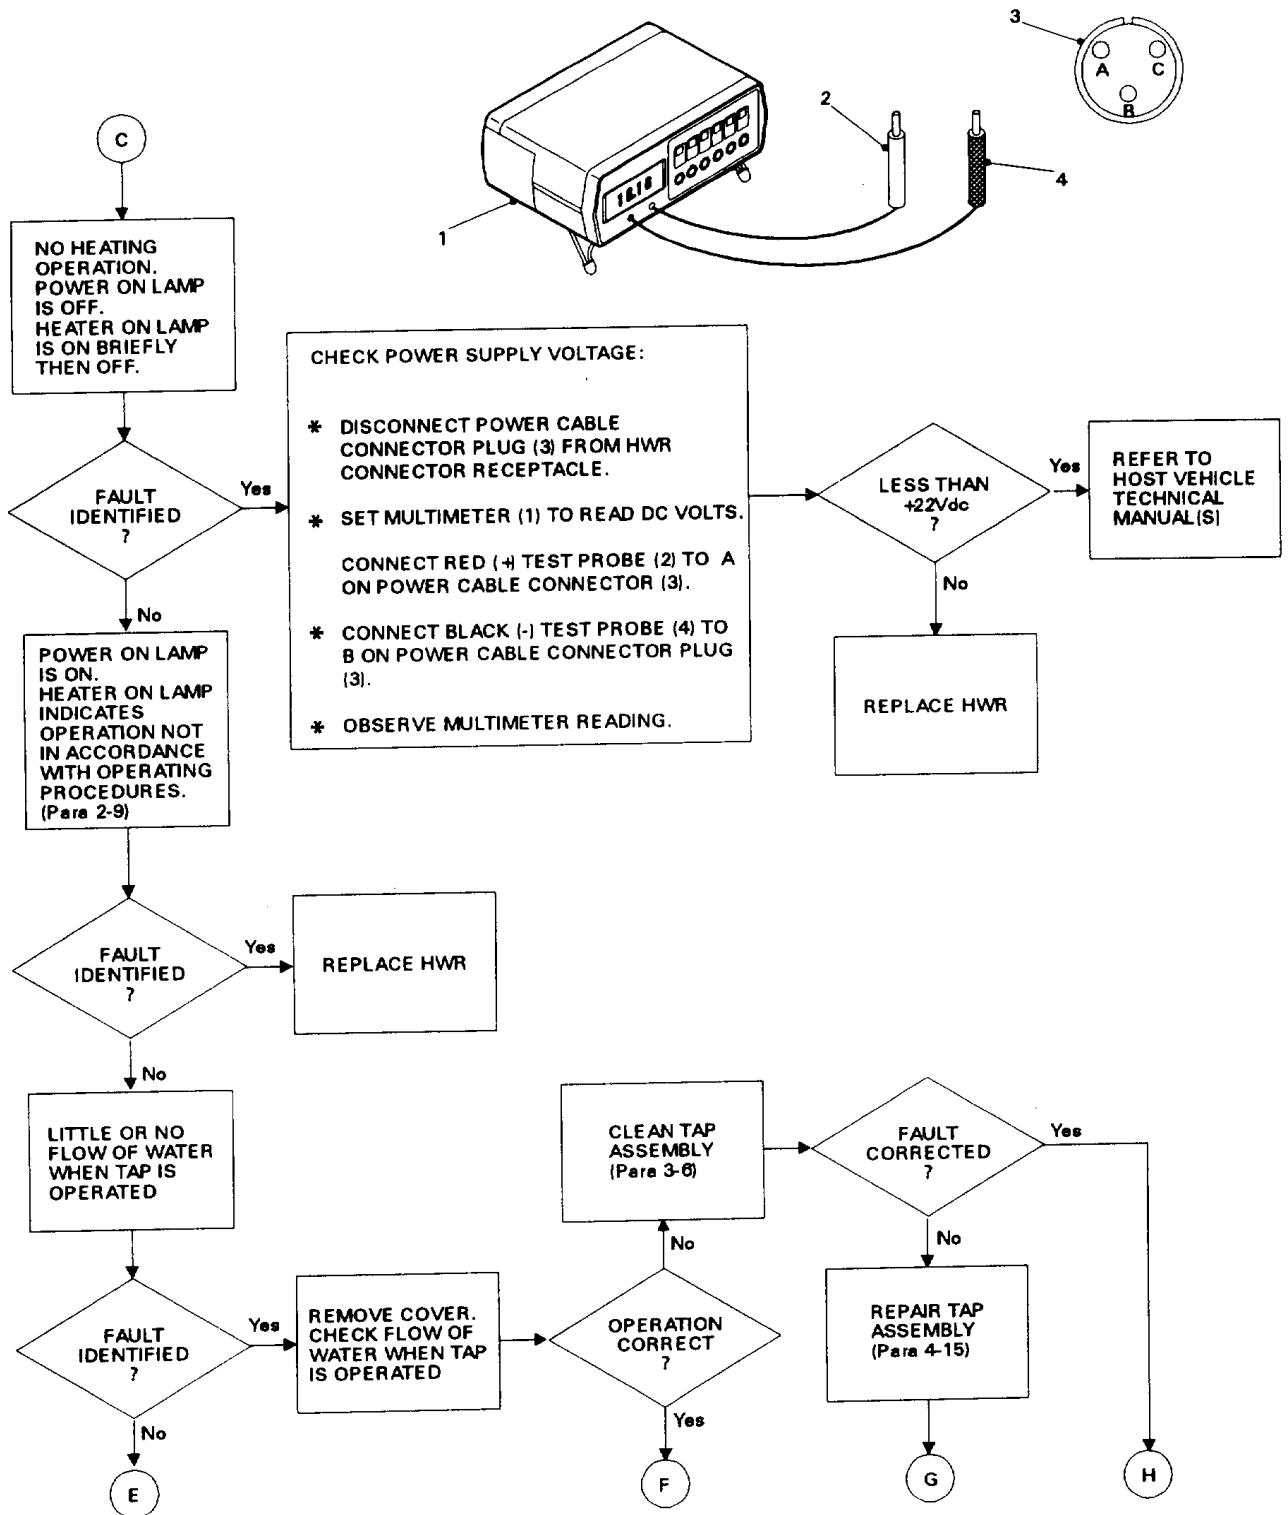 3
A
C
B
2
4
18.18
1
C
NO HEATING
OPERATION.
POWER ON LAMP
IS OFF.
HEATER ON LAMP
IS ON BRIEFLY
THEN OFF.
FAULT
IDENTIFIED
?
Yes
No
CHECK POWER SUPPLY VOLTAGE:
* DISCONNECT POWER CABLE
CONNECTOR PLUG (3) FROM HWR
CONNECTOR RECEPTACLE.
* SET MULTIMETER (1) TO READ DC VOLTS.
CONNECT RED (+) TEST PROBE (2) TO A
ON POWER CABLE CONNECTOR (3).
* CONNECT BLACK (-) TEST PROBE (4) TO
B ON POWER CABLE CONNECTOR PLUG
(3).
* OBSERVE MULTIMETER READING.
LESS THAN
+22Vdc
?
Yes
REFER TO
HOST VEHICLE
TECHNICAL
MANUAL(S)
No
REPLACE HWR
POWER ON LAMP
IS ON.
HEATER ON LAMP
INDICATES
OPERATION NOT
IN ACCORDANCE
WITH OPERATING
PROCEDURES.
(Para 2-9)
FAULT
IDENTIFIED
?
Yes
REPLACE HWR
No
LITTLE OR NO
FLOW OF WATER
WHEN TAP IS
OPERATED
FAULT
IDENTIFIED
?
Yes
REMOVE COVER.
CHECK FLOW OF
WATER WHEN TAP
IS OPERATED
OPERATION
CORRECT
?
No
CLEAN TAP
ASSEMBLY
(Para 3-6)
FAULT
CORRECTED
?
Yes
No
REPAIR TAP
ASSEMBLY
(Para 4-15)
No
Yes
E
F
G
H